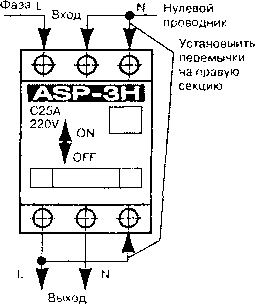 Фаза L
Вход
N
Нулевой
проводник
Установить
перемычки
на правую
секцию
ASP-3H
C25A
220V
ON
OFF
L
N
Выход